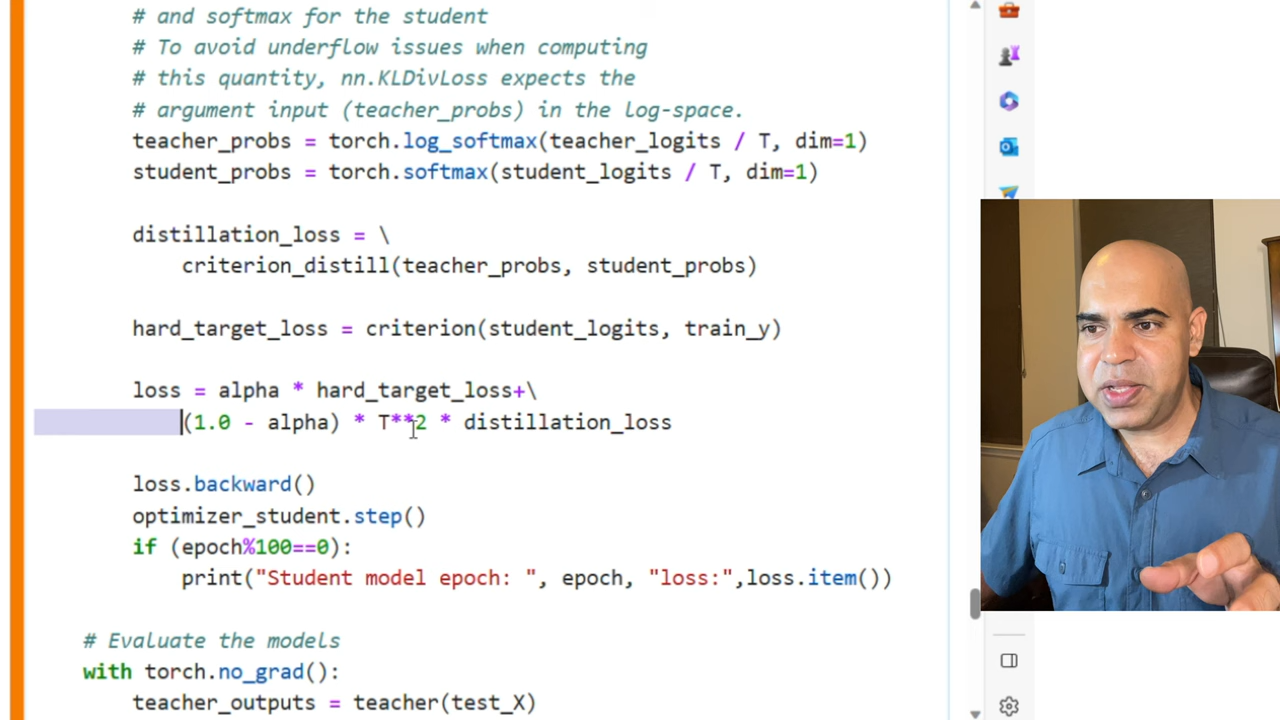 # and softmax for the student
# To avoid underflow issues when computing
# this quantity, nn.KLDivLoss expects the
# argument input (teacher_probs) in the log-space.
teacher_probs = torch.log_softmax(teacher_logits / T, dim=1)
student_probs = torch.softmax(student_logits / T, dim=1)
distillation_loss = \
criterion_distill(teacher_probs, student_probs)
hard_target_loss = criterion(student_logits, train_y)
loss = alpha * hard_target_loss+\
(1.0 - alpha) * T**2 * distillation_loss
loss.backward()
optimizer_student.step()
if (epoch%100==0):
print("Student model epoch: ", epoch, "loss:",loss.item())
# Evaluate the models
with torch.no_grad():
teacher_outputs = teacher(test_X)